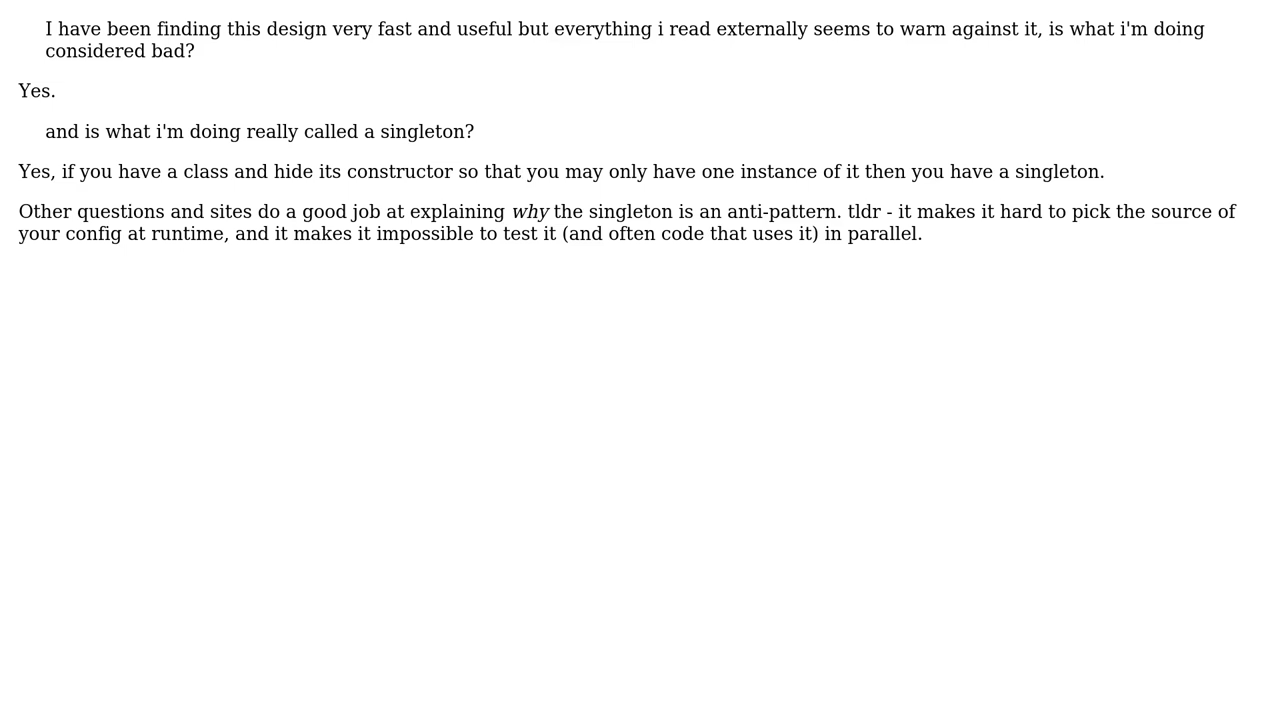 I have been finding this design very fast and useful but everything i read externally seems to warn against it, is what i'm doing
considered bad?
Yes.
and is what i'm doing really called a singleton?
Yes, if you have a class and hide its constructor so that you may only have one instance of it then you have a singleton.
Other questions and sites do a good job at explaining why the singleton is an anti-pattern. tldr - it makes it hard to pick the source of
your config at runtime, and it makes it impossible to test it (and often code that uses it) in parallel.